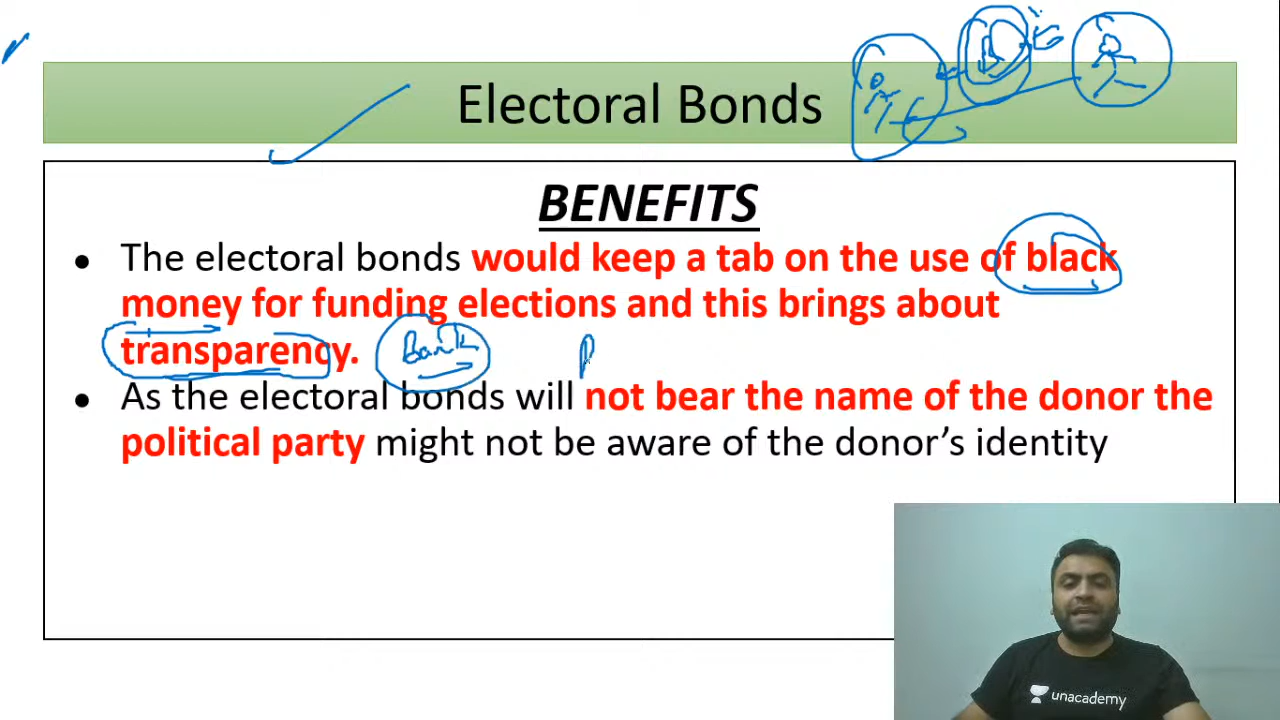 Electoral Bonds
BENEFITS
• The electoral bonds would keep a tab on the use of black
money for funding elections and this brings about
transparency.
Bank
P
• As the electoral bonds will not bear the name of the donor the
political party might not be aware of the donor's identity
unacademy